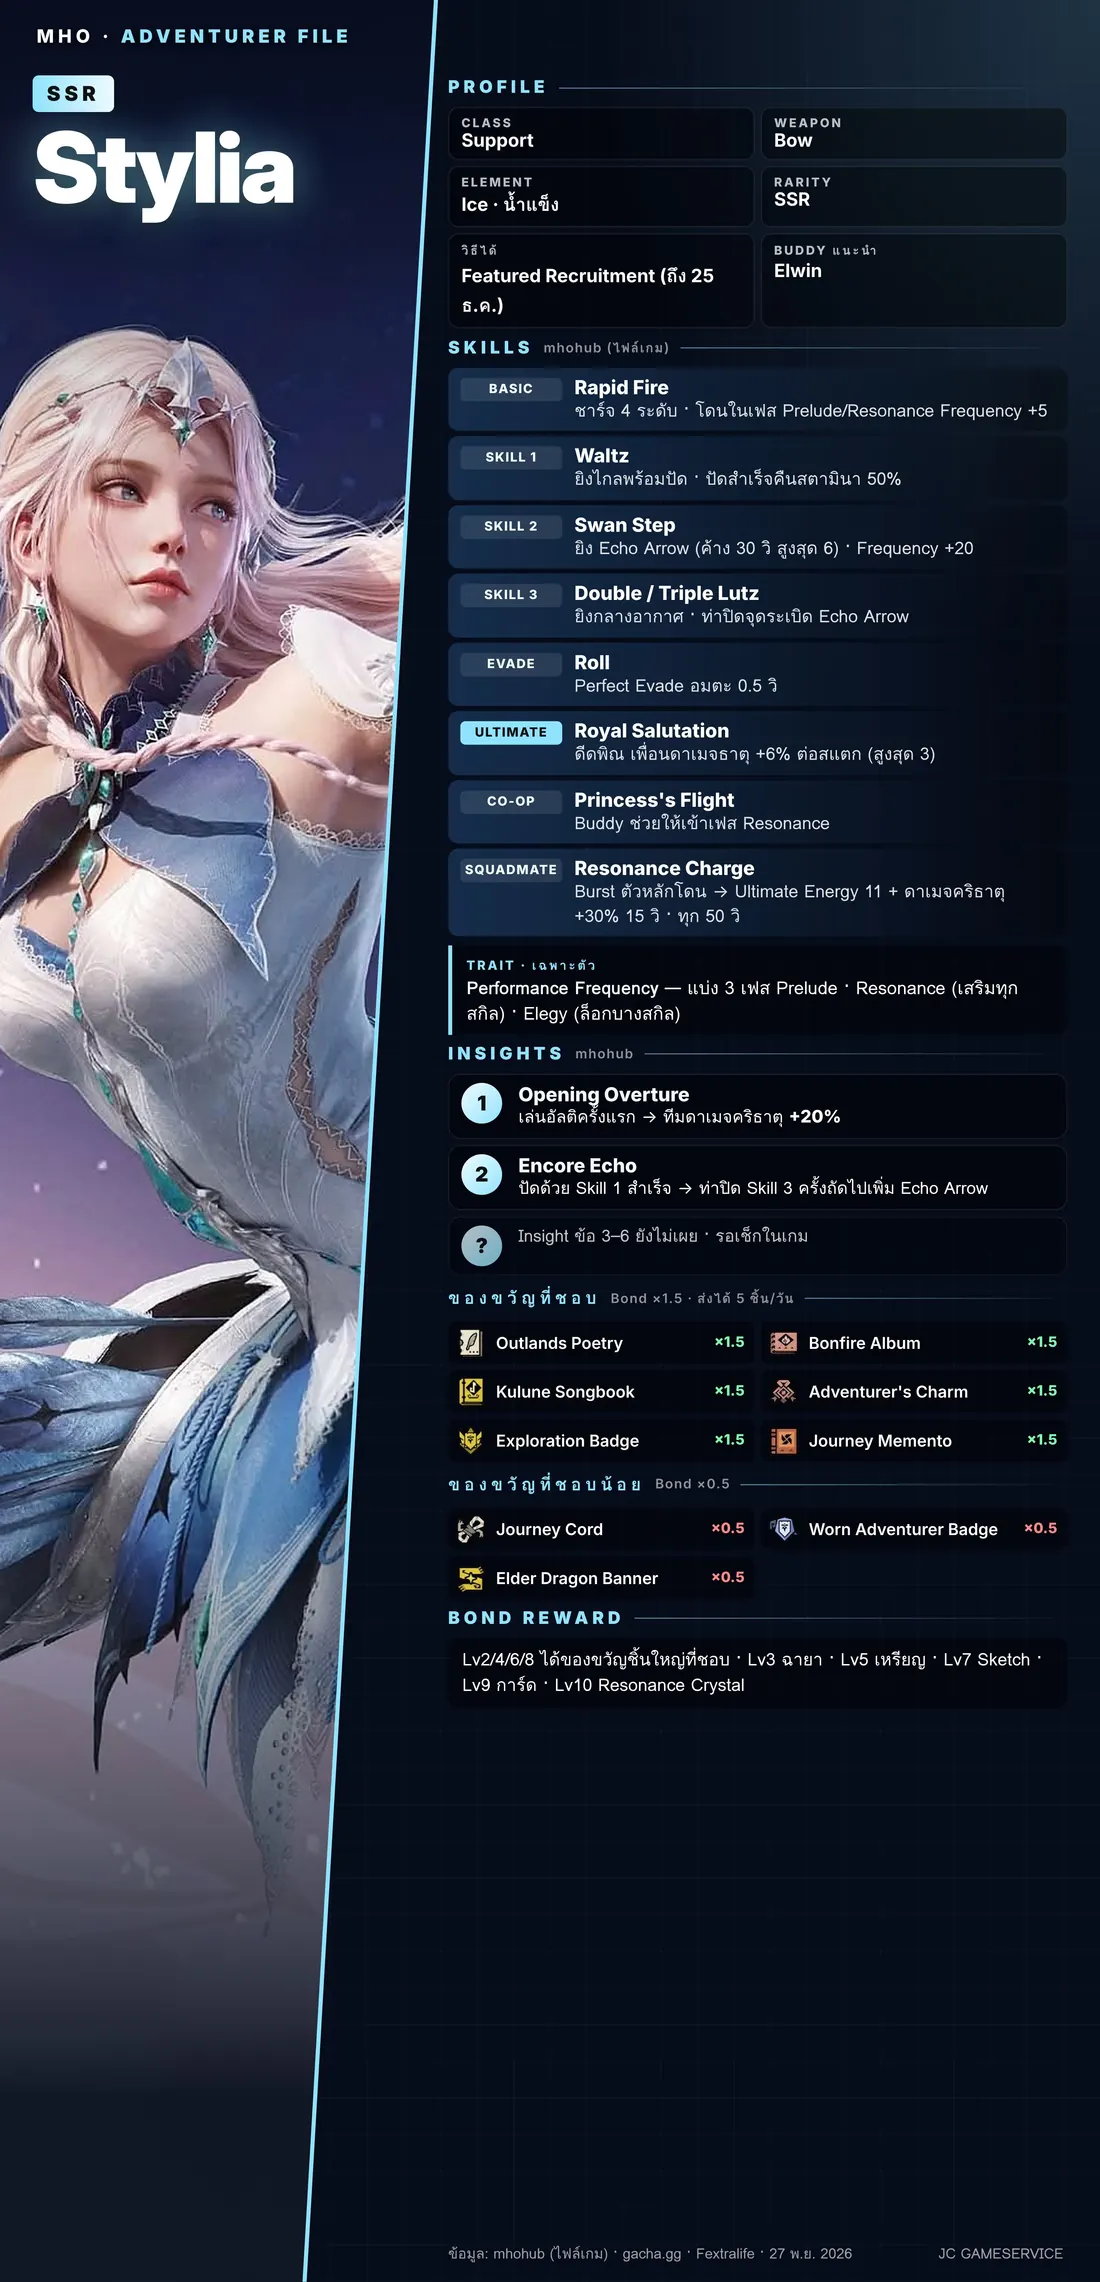 MHO · ADVENTURER FILE
SSR
Stylia
PROFILE
CLASS
Support
WEAPON
Bow
ELEMENT
Ice · น้ำแข็ง
RARITY
SSR
วิธีได้
Featured Recruitment (ถึง 25
ธ.ค.)
BUDDY แนะนำ
Elwin
SKILLS mhohub (ไฟล์เกม)
BASIC
Rapid Fire
ชาร์จ 4 ระดับ · โดนในเฟส Prelude/Resonance Frequency +5
SKILL 1
Waltz
ยิงไกลพร้อมปัด · ปัดสำเร็จคืนสตามินา 50%
SKILL 2
Swan Step
ยิง Echo Arrow (ค้าง 30 วิ สูงสุด 6) · Frequency +20
SKILL 3
Double / Triple Lutz
ยิงกลางอากาศ · ท่าปิดจุดระเบิด Echo Arrow
EVADE
Roll
Perfect Evade อมตะ 0.5 วิ
ULTIMATE
Royal Salutation
ดีดพิณ เพื่อนดาเมจธาตุ +6% ต่อสแตก (สูงสุด 3)
CO-OP
Princess's Flight
Buddy ช่วยให้เข้าเฟส Resonance
SQUADMATE
Resonance Charge
Burst ตัวหลักโดน → Ultimate Energy 11 + ดาเมจคริธาตุ
+30% 15 วิ · ทุก 50 วิ
TRAIT · เฉพาะตัว
Performance Frequency — แบ่ง 3 เฟส Prelude · Resonance (เสริมทุก
สกิล) · Elegy (ล็อกบางสกิล)
INSIGHTS mhohub
1
Opening Overture
เล่นอัลติครั้งแรก → ทีมดาเมจคริธาตุ +20%
2
Encore Echo
ปัดด้วย Skill 1 สำเร็จ → ท่าปิด Skill 3 ครั้งถัดไปเพิ่ม Echo Arrow
?
Insight ข้อ 3–6 ยังไม่เผย · รอเช็กในเกม
ของขวัญที่ชอบ Bond ×1.5 · ส่งได้ 5 ชิ้น/วัน
Outlands Poetry ×1.5
Bonfire Album ×1.5
Kulune Songbook ×1.5
Adventurer's Charm ×1.5
Exploration Badge ×1.5
Journey Memento ×1.5
ของขวัญที่ชอบน้อย Bond ×0.5
Journey Cord ×0.5
Worn Adventurer Badge ×0.5
Elder Dragon Banner ×0.5
BOND REWARD
Lv2/4/6/8 ได้ของขวัญชิ้นใหญ่ที่ชอบ · Lv3 ฉายา · Lv5 เหรียญ · Lv7 Sketch ·
Lv9 การ์ด · Lv10 Resonance Crystal
ข้อมูล: mhohub (ไฟล์เกม) · gacha.gg · Fextralife · 27 พ.ย. 2026
JC GAMESERVICE